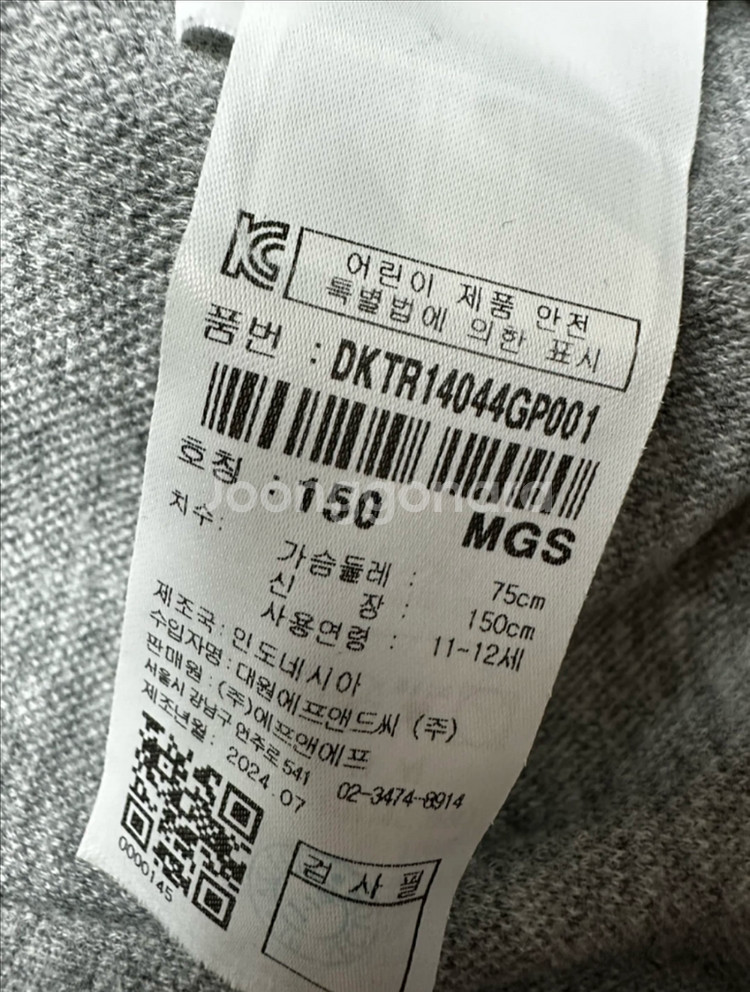 KC
어린이 제품 안전
특별법에 의한 표시
품번 : DKTR14044GP001
호칭 : 150 MGS
치수:
가슴둘레 : 75cm
신 장 : 150cm
사용연령 : 11-12세
제조국: 인도네시아
수입자명: 대원에프앤드씨 (주)
판매원 : (주)에프앤에프
서울시 강남구 언주로541 02-3474-8914
제조년월 : 2024.07
0000145
검사필
Joonggonara